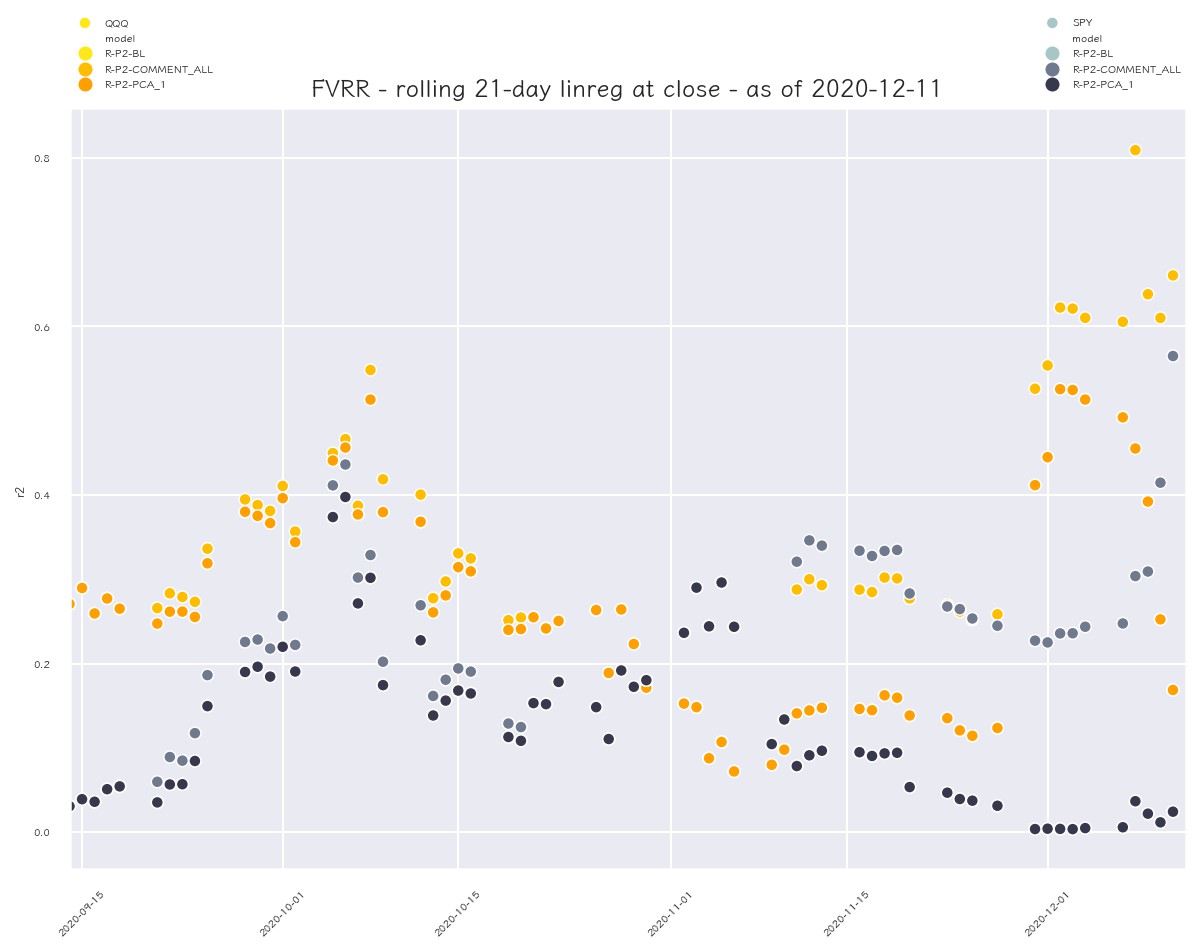 QQQ
model
R-P2-BL
R-P2-COMMENT_ALL
R-P2-PCA_1
SPY
model
R-P2-BL
R-P2-COMMENT_ALL
R-P2-PCA_1
FVRR - rolling 21-day linreg at close - as of 2020-12-11
r2
0.8
0.6
0.4
0.2
0.0
2020-09-15
2020-10-01
2020-10-15
2020-11-01
2020-11-15
2020-12-01